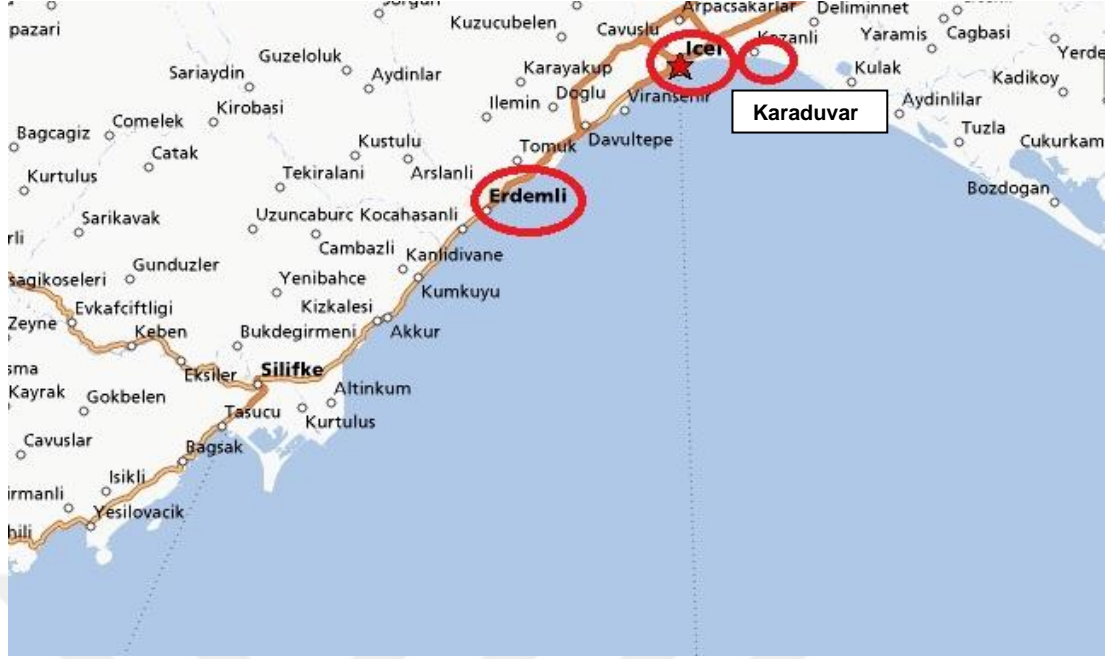 pazari
Kuzucubelen
Arpacsakarlar
Deliminnet
Cavuslu
Icel
Kazanli
Yaramis
Cagbasi
Guzeloluk
Sariaydin
Aydinlar
Karayakup
Kulak
Kadikoy
Kirobasi
Ilemin
Doglu
Viransehir
Aydinlilar
Karaduvar
Bagcagiz
Comelek
Kustulu
Davultepe
Tuzla
Catak
Tomuk
Cukurkam
Kurtulus
Tekiralani
Arslanli
Bozdogan
Erdemli
Sarikavak
Uzuncaburc
Kocahasanli
Cambazli
Kanlidivane
Gunduzler
sagikoseleri
Yenibahce
Kumkuyu
Evkafciftligi
Kizkalesi
Zeyne
Keben
Bukdegirmeni
Akkur
Eksiler
Silifke
Kayrak
Gokbelen
Altinkum
Tasucu
Kurtulus
Cavuslar
Bagsak
Isikli
irmanli
Yesilovacik